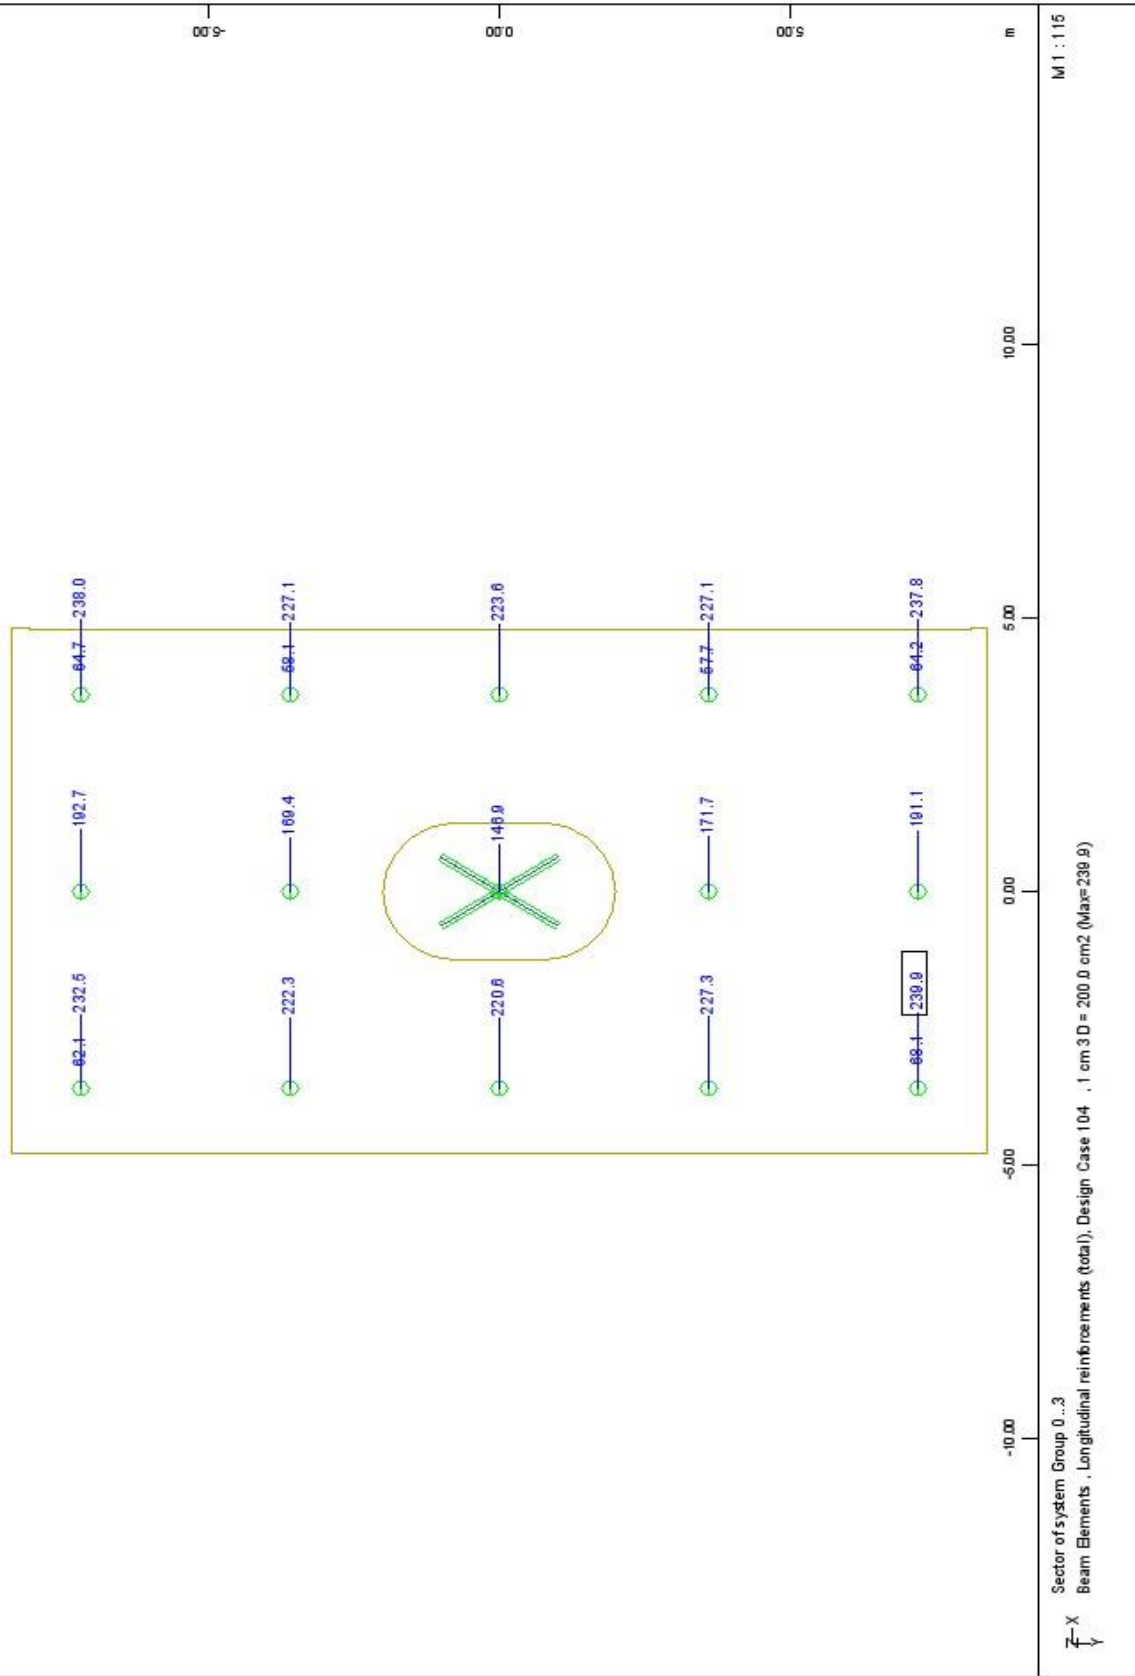 62.1 232.5 192.7 64.7 238.0
-5.00
222.3 169.4 58.1 227.1
220.6 146.9 223.6
0.00
227.3 171.7 57.7 227.1
5.00
68.1 239.9 191.1 64.2 237.8
-10.00 -5.00 0.00 5.00 10.00 m
Sector of system Group 0...3
M 1 : 115
Beam Elements , Longitudinal reinforcements (total), Design Case 104 , 1 cm 3D = 200.0 cm2 (Max=239.9)
Z X
Y